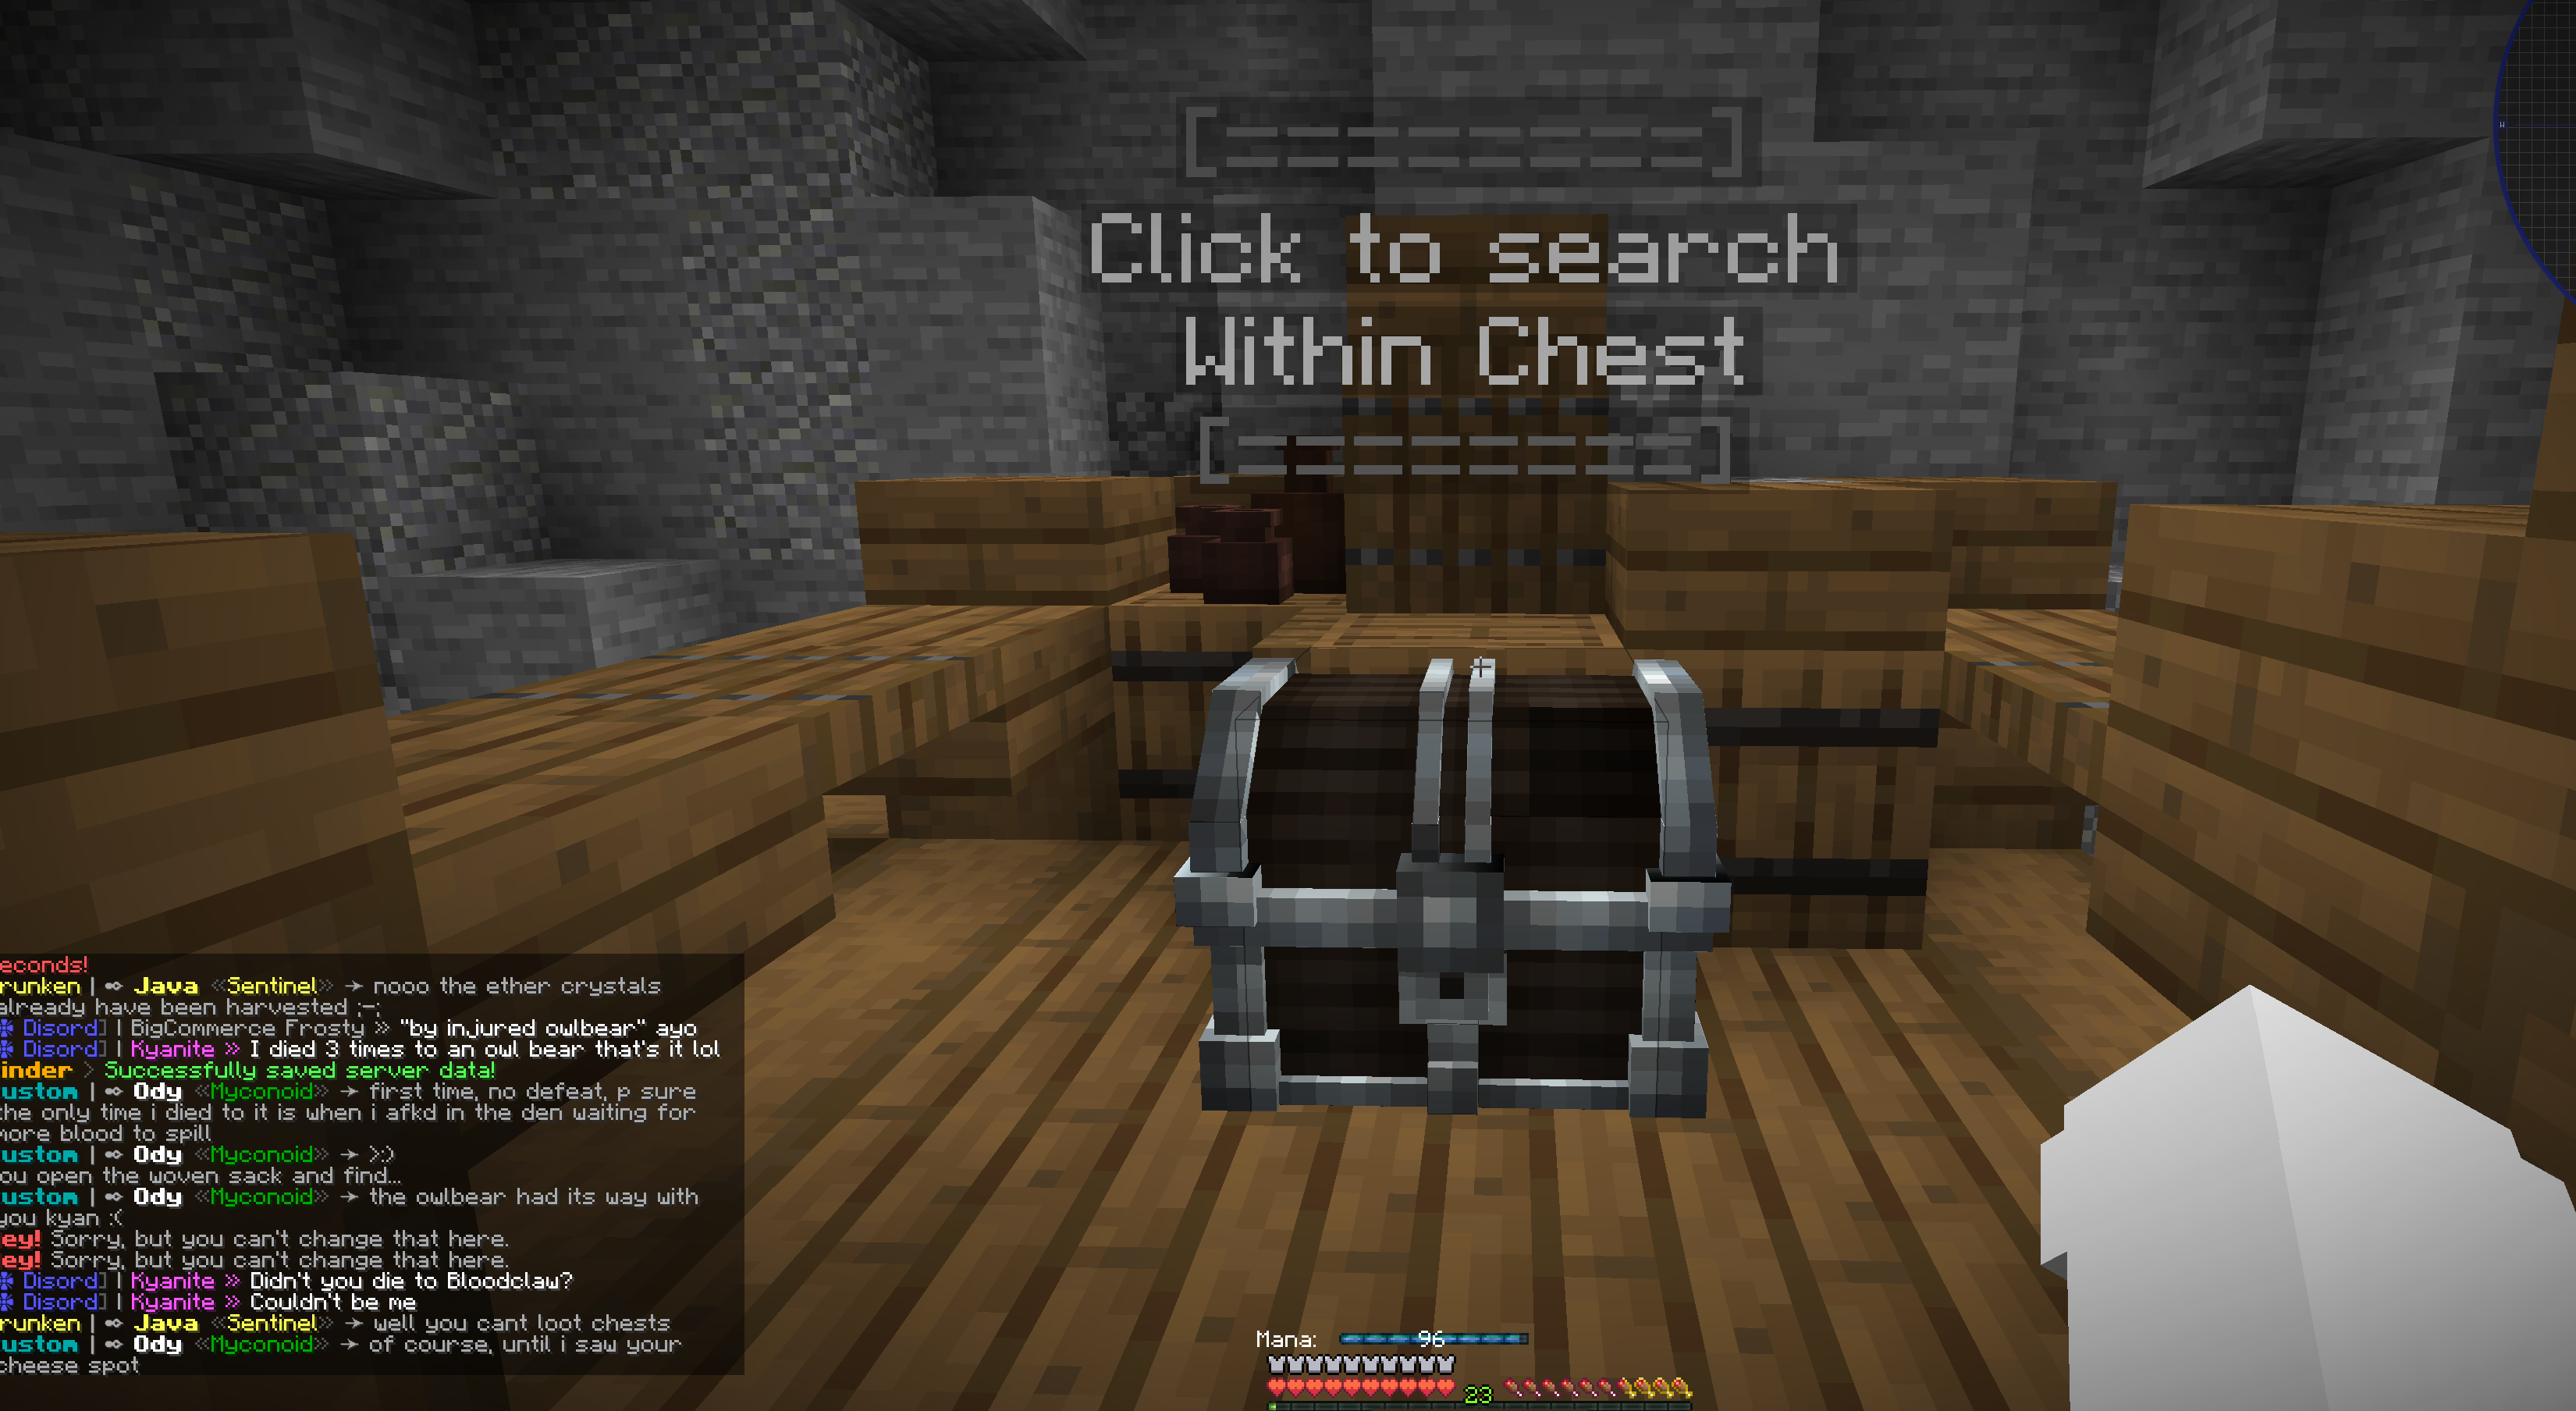 [======== ]
Click to search
Within Chest
[======== ]
econds!
runken | Java «Sentinel» → nooo the ether crystals
already have been harvested ;-;
Disord] | BigCommerce Frosty » "by injured owlbear" ayo
Disord] | Kyanite » I died 3 times to an owl bear that's it lol
inder > Successfully saved server data!
ustom | Ody «Myconoid» → first time, no defeat, p sure
the only time i died to it is when i afkd in the den waiting for
more blood to spill
ustom | Ody «Myconoid» → >:)
ou open the woven sack and find...
ustom | Ody «Myconoid» → the owlbear had its way with
you kyan :(
ey! Sorry, but you can't change that here.
ey! Sorry, but you can't change that here.
Disord] | Kyanite » Didn't you die to Bloodclaw?
Disord] | Kyanite » Couldn't be me
runken | Java «Sentinel» → well you cant loot chests
ustom | Ody «Myconoid» → of course, until i saw your
cheese spot
Mana: 96
23